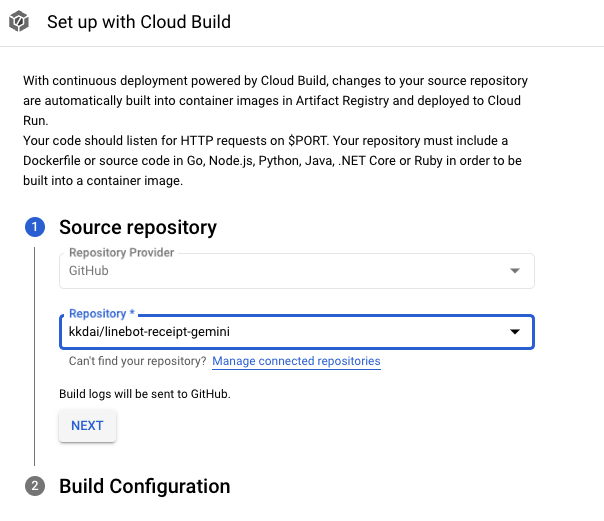 Set up with Cloud Build
With continuous deployment powered by Cloud Build, changes to your source repository
are automatically built into container images in Artifact Registry and deployed to Cloud
Run.
Your code should listen for HTTP requests on $PORT. Your repository must include a
Dockerfile or source code in Go, Node.js, Python, Java, .NET Core or Ruby in order to be
built into a container image.
1 Source repository
Repository Provider
GitHub
Repository *
kkdai/linebot-receipt-gemini
Can't find your repository? Manage connected repositories
Build logs will be sent to GitHub.
NEXT
2 Build Configuration